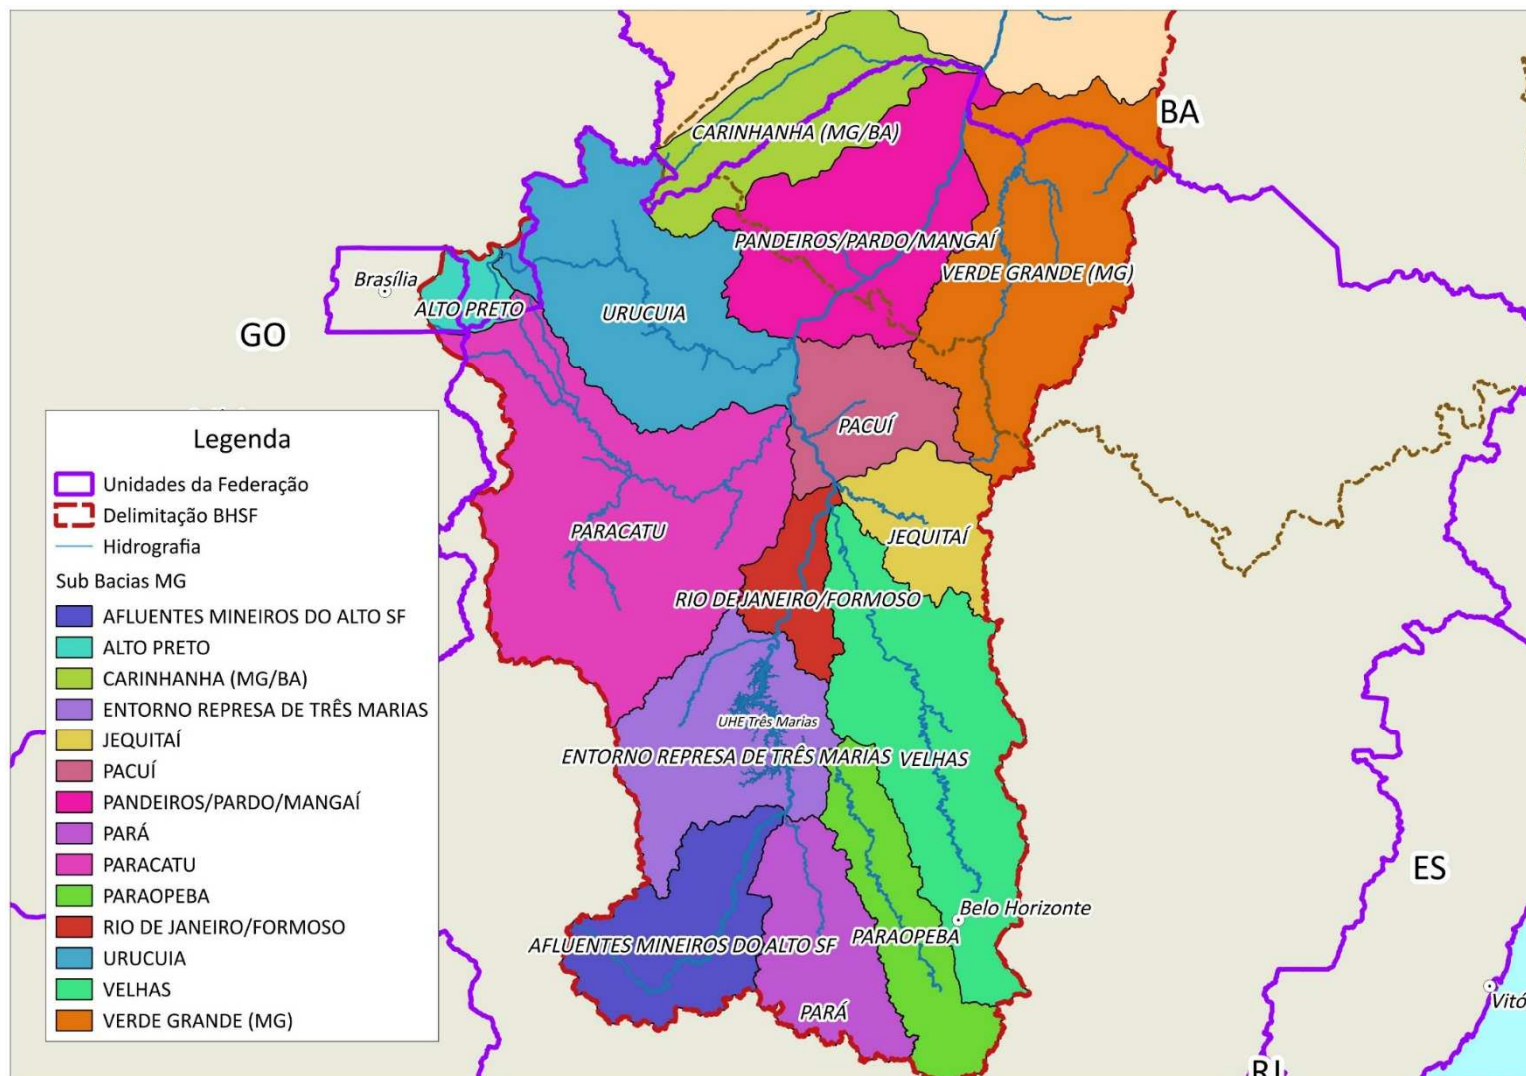 BA
CARINHANHA (MG/BA)
PANDEIROS/PARDO/MANGAÍ
VERDE GRANDE (MG)
Brasília
ALTO PRETO
URUCUIA
GO
PACUÍ
PARACATU
JEQUITAÍ
RIO DE JANEIRO/FORMOSO
UHE Três Marias
ENTORNO REPRESA DE TRÊS MARIAS
VELHAS
ES
Belo Horizonte
PARAOPEBA
AFLUENTES MINEIROS DO ALTO SF
PARÁ
Vitó
RJ
Legenda
Unidades da Federação
Delimitação BHSF
Hidrografia
Sub Bacias MG
AFLUENTES MINEIROS DO ALTO SF
ALTO PRETO
CARINHANHA (MG/BA)
ENTORNO REPRESA DE TRÊS MARIAS
JEQUITAÍ
PACUÍ
PANDEIROS/PARDO/MANGAÍ
PARÁ
PARACATU
PARAOPEBA
RIO DE JANEIRO/FORMOSO
URUCUIA
VELHAS
VERDE GRANDE (MG)